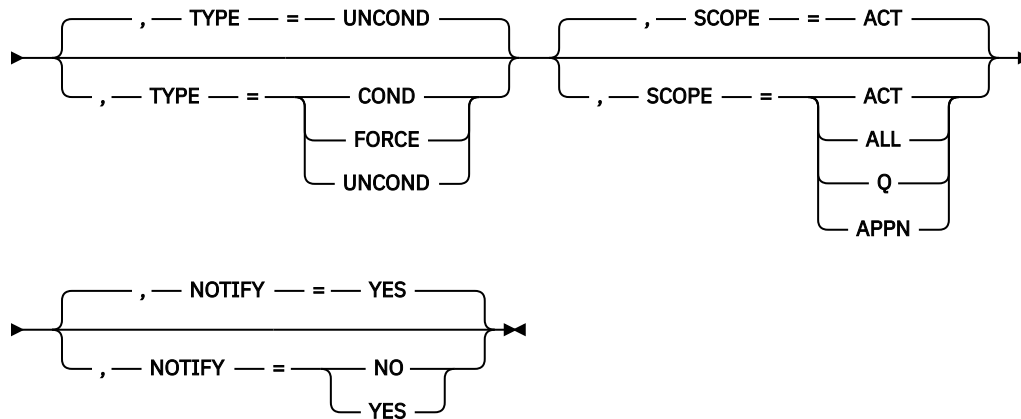 , TYPE = UNCOND , SCOPE = ACT
, TYPE = COND , SCOPE = ACT
FORCE ALL
UNCOND Q
APPN
, NOTIFY = YES
, NOTIFY = NO
YES